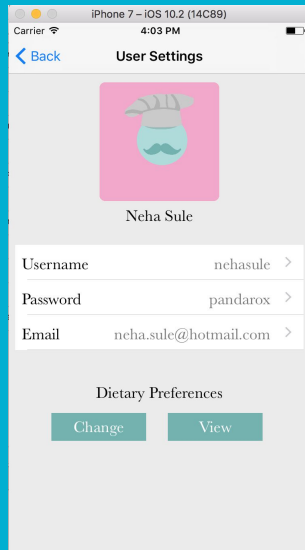 iPhone 7 – iOS 10.2 (14C89)
Carrier 4:03 PM
Back User Settings
Neha Sule
Username nehasule
Password pandarox
Email neha.sule@hotmail.com
Dietary Preferences
Change View